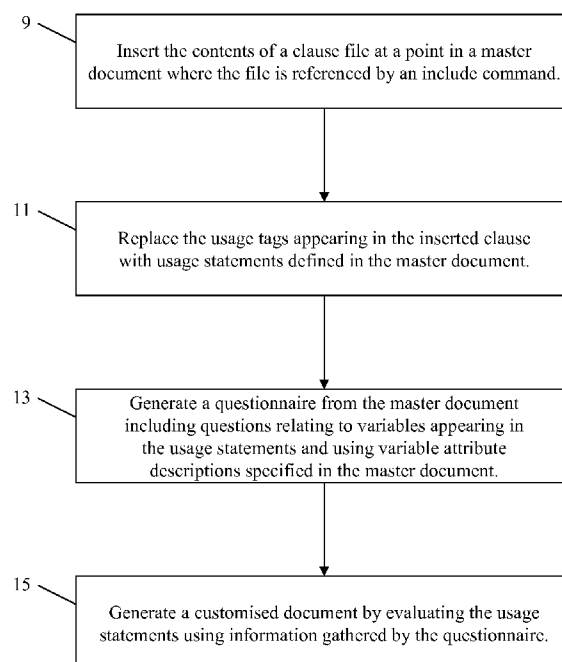 9
Insert the contents of a clause file at a point in a master
document where the file is referenced by an include command.
11
Replace the usage tags appearing in the inserted clause
with usage statements defined in the master document.
13
Generate a questionnaire from the master document
including questions relating to variables appearing in
the usage statements and using variable attribute
descriptions specified in the master document.
15
Generate a customised document by evaluating the usage
statements using information gathered by the questionnaire.